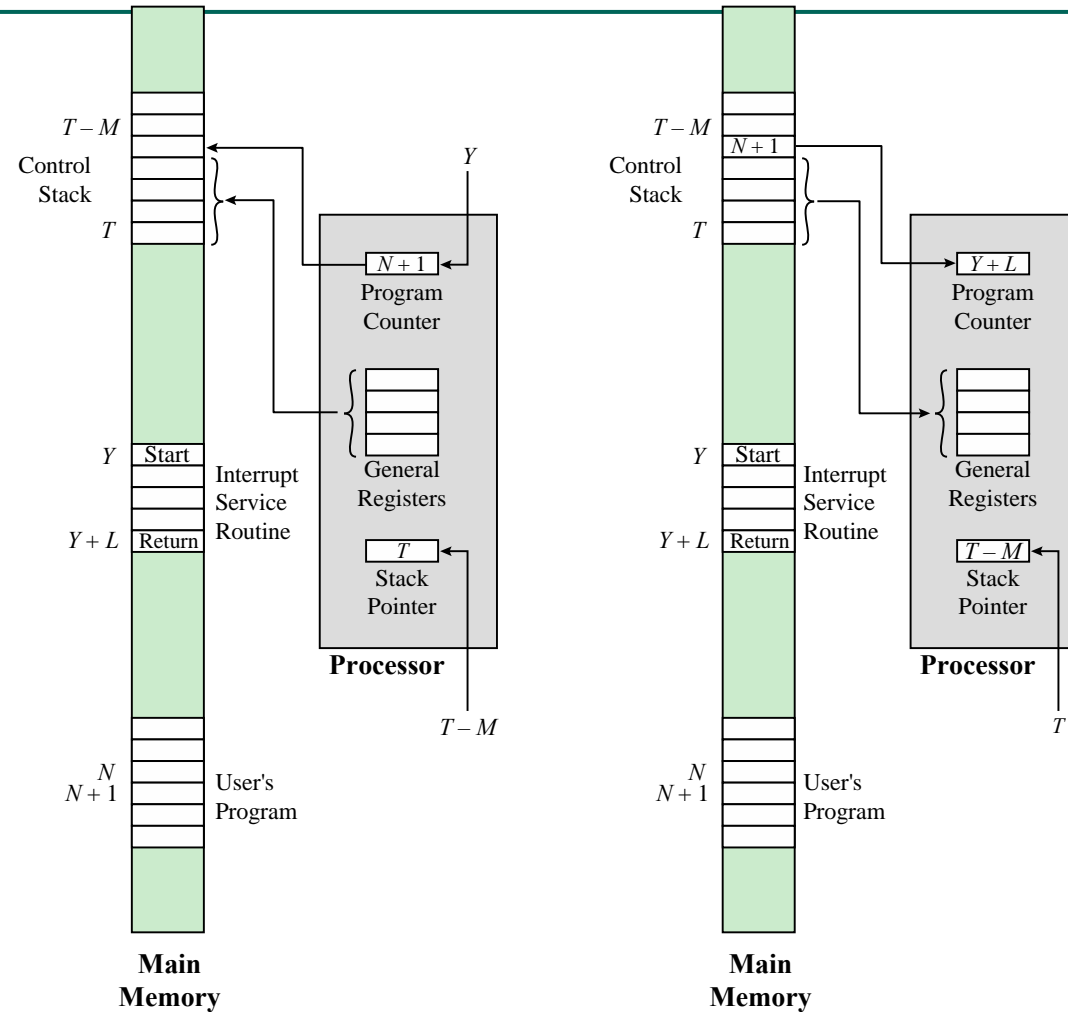 T – M
Control
Stack
T
Y
N + 1
Program
Counter
General
Registers
Y
Start
Interrupt
Service
Routine
Y + L
Return
T
Stack
Pointer
Processor
T – M
N
N + 1
User's
Program
Main
Memory
T – M
N + 1
Control
Stack
T
Y + L
Program
Counter
General
Registers
Y
Start
Interrupt
Service
Routine
Y + L
Return
T – M
Stack
Pointer
Processor
T
N
N + 1
User's
Program
Main
Memory